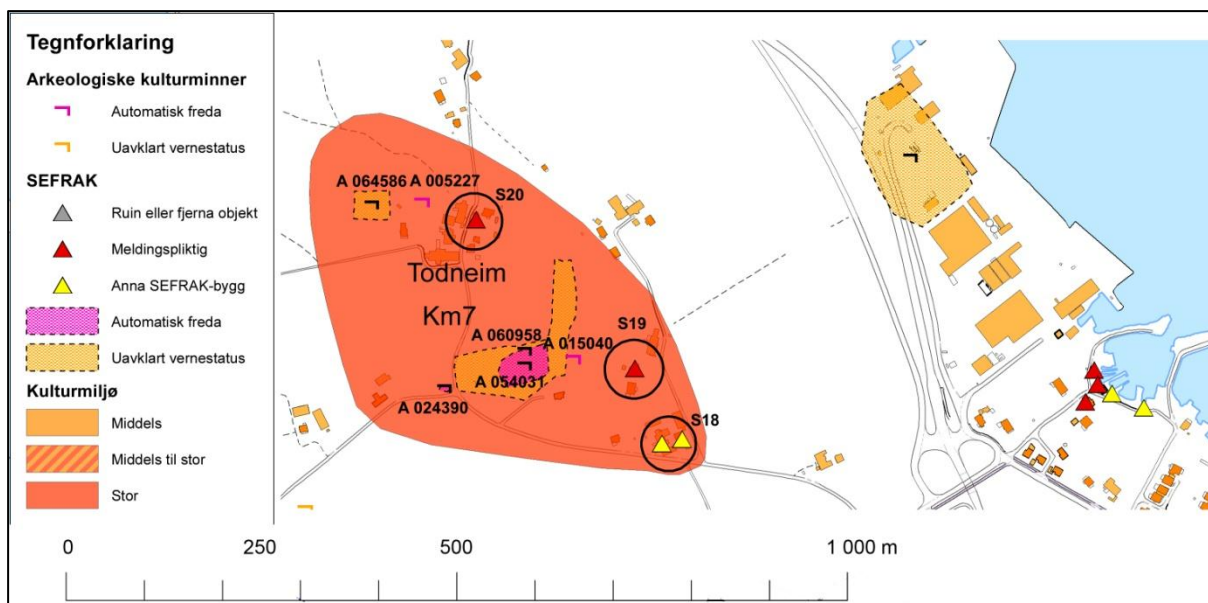 Tegnforklaring
Arkeologiske kulturminner
Automatisk freda
Uavklart vernestatus
SEFRAK
Ruin eller fjerna objekt
Meldingspliktig
Anna SEFRAK-bygg
Automatisk freda
Uavklart vernestatus
Kulturmiljø
Middels
Middels til stor
Stor
A 064586 A 005227
S20
Todneim
Km7
A 060958
A 015040
S19
A 054031
A 024390
S18
0 250 500 1 000 m